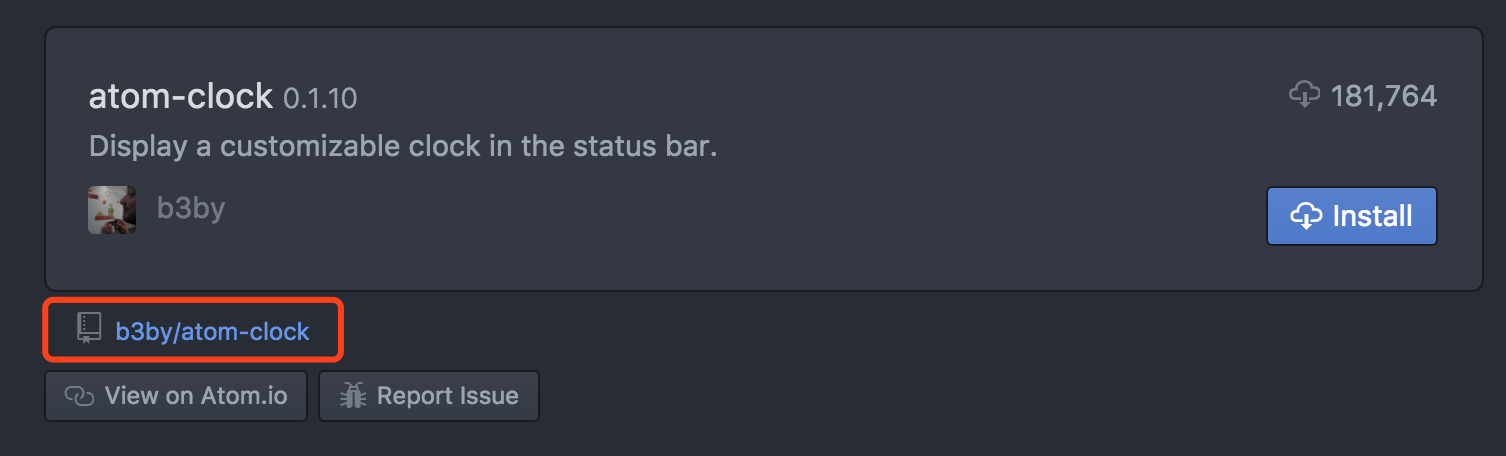 atom-clock 0.1.10
181,764
Display a customizable clock in the status bar.
b3by
Install
b3by/atom-clock
View on Atom.io
Report Issue